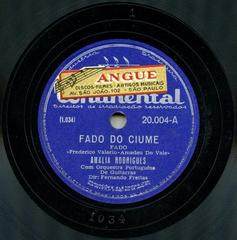 ANGUE
DISCOS-FILMES-ARTIGOS MUSICAIS
AV. SÃO JOÃO, 102 - SÃO PAULO
Continental
Direitos de irradiação reservados
(1.034) 20.004-A
FADO DO CIUME
FADO
-Frederico Valerio-Amadeu Do Vale-
AMALIA RODRIGUES
Com Orquestra Portuguêsa
De Guitarras
Dir: Fernando Freitas
1034